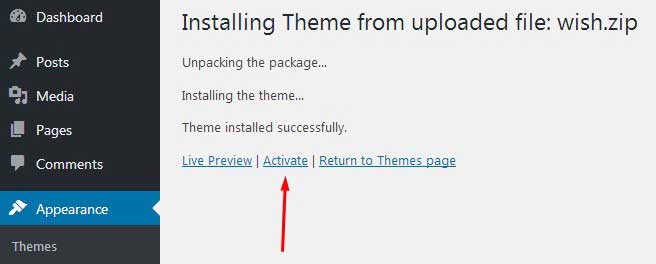 Dashboard
Posts
Media
Pages
Comments
Appearance
Themes
Installing Theme from uploaded file: wish.zip
Unpacking the package...
Installing the theme...
Theme installed successfully.
Live Preview | Activate | Return to Themes page